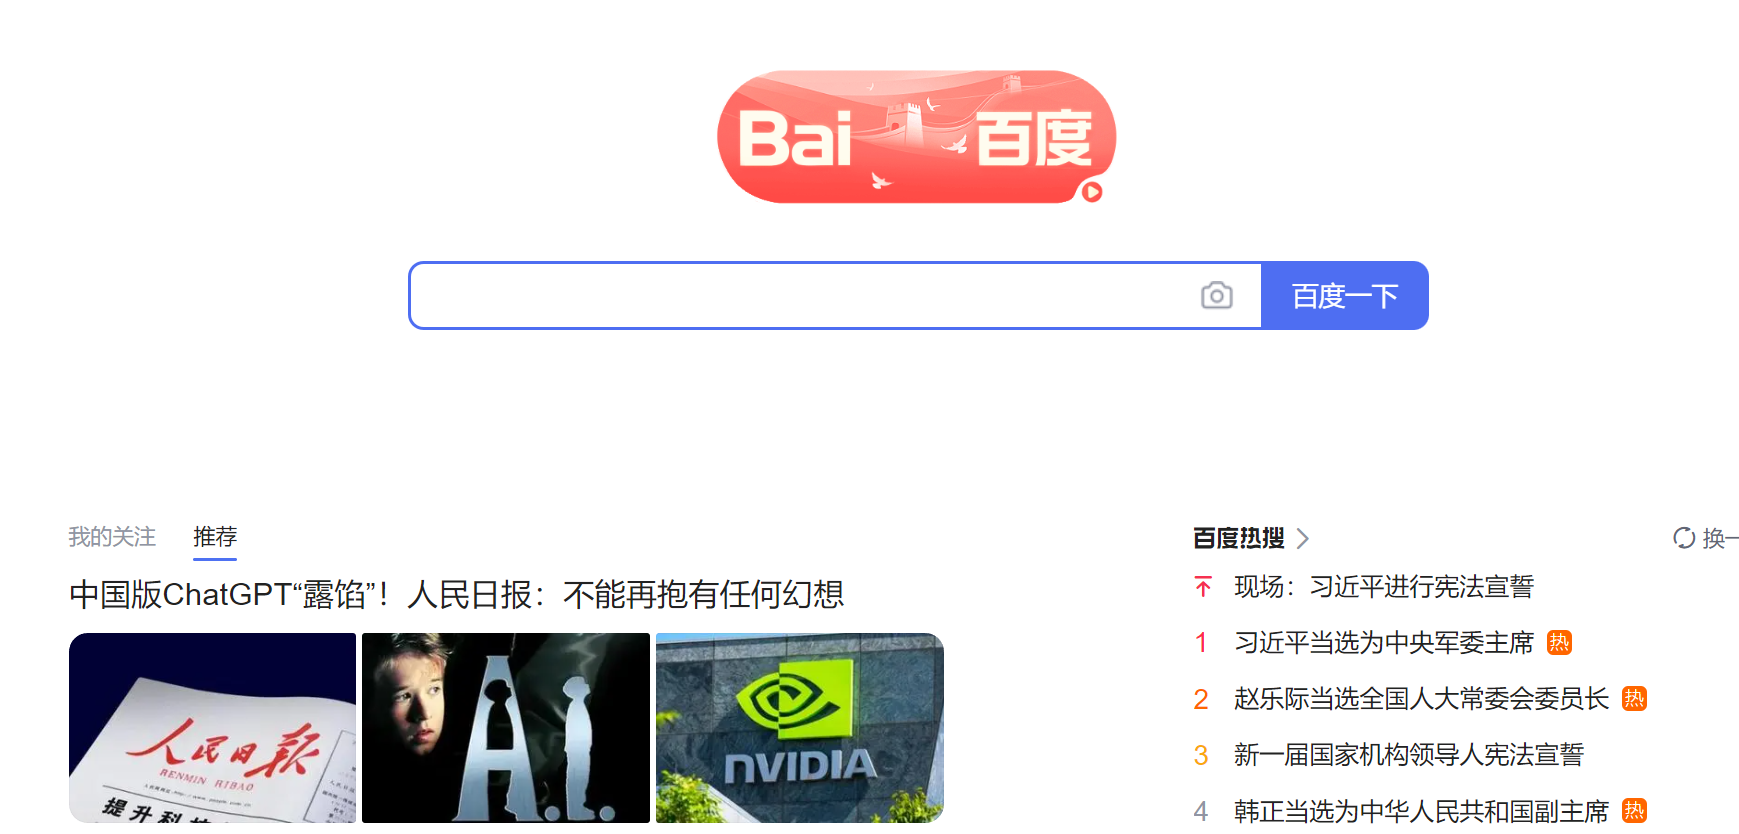 Bai 百度
百度一下
我的关注 推荐
中国版ChatGPT“露馅”！人民日报：不能再抱有任何幻想
人民日报
RENMIN RIBAO
提升科
A.I.
NVIDIA
百度热搜
换一
现场：习近平进行宪法宣誓
1 习近平当选为中央军委主席 热
2 赵乐际当选全国人大常委会委员长 热
3 新一届国家机构领导人宪法宣誓
4 韩正当选为中华人民共和国副主席 热